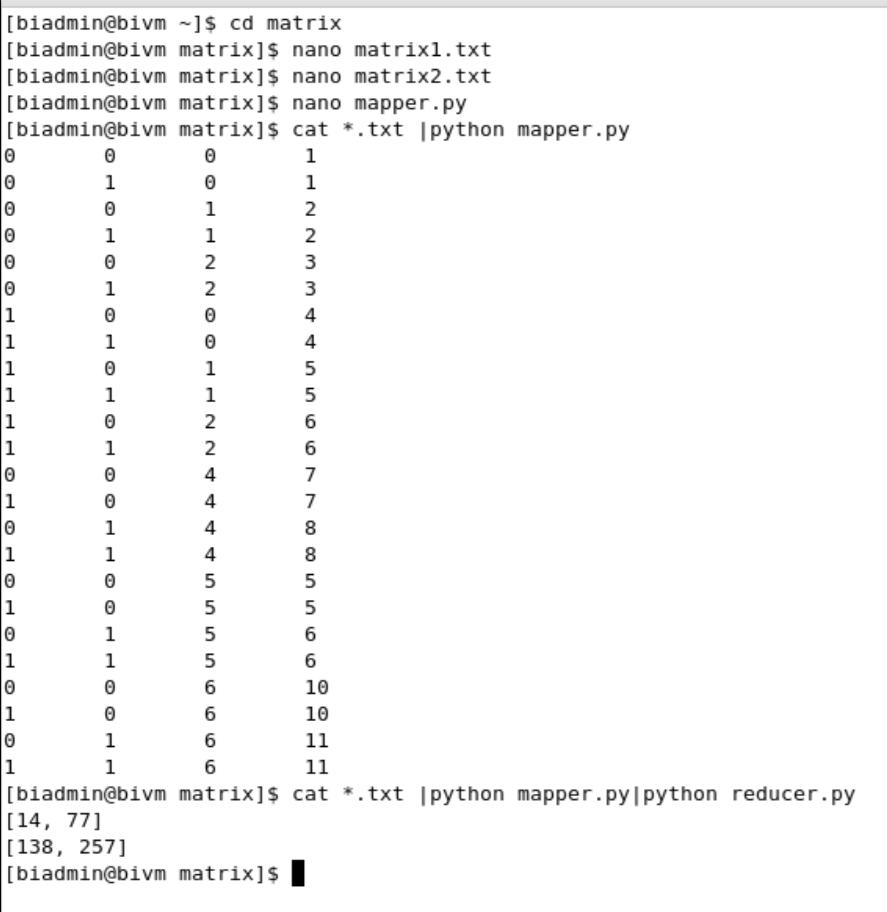 [biadmin@bivm ~]$ cd matrix
[biadmin@bivm matrix]$ nano matrix1.txt
[biadmin@bivm matrix]$ nano matrix2.txt
[biadmin@bivm matrix]$ nano mapper.py
[biadmin@bivm matrix]$ cat *.txt |python mapper.py
0 0 0 1
0 1 0 1
0 0 1 2
0 1 1 2
0 0 2 3
0 1 2 3
1 0 0 4
1 1 0 4
1 0 1 5
1 1 1 5
1 0 2 6
1 1 2 6
0 0 4 7
1 0 4 7
0 1 4 8
1 1 4 8
0 0 5 5
1 0 5 5
0 1 5 6
1 1 5 6
0 0 6 10
1 0 6 10
0 1 6 11
1 1 6 11
[biadmin@bivm matrix]$ cat *.txt |python mapper.py|python reducer.py
[14, 77]
[138, 257]
[biadmin@bivm matrix]$